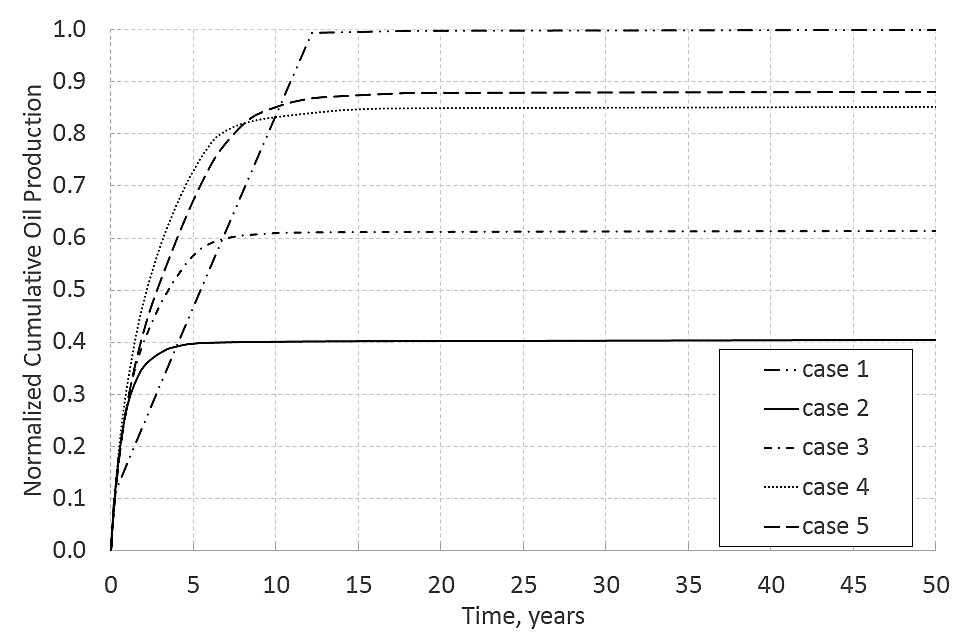 Normalized Cumulative Oil Production
1.0
0.9
0.8
0.7
0.6
0.5
0.4
0.3
0.2
0.1
0.0
case 1
case 2
case 3
case 4
case 5
0 5 10 15 20 25 30 35 40 45 50
Time, years